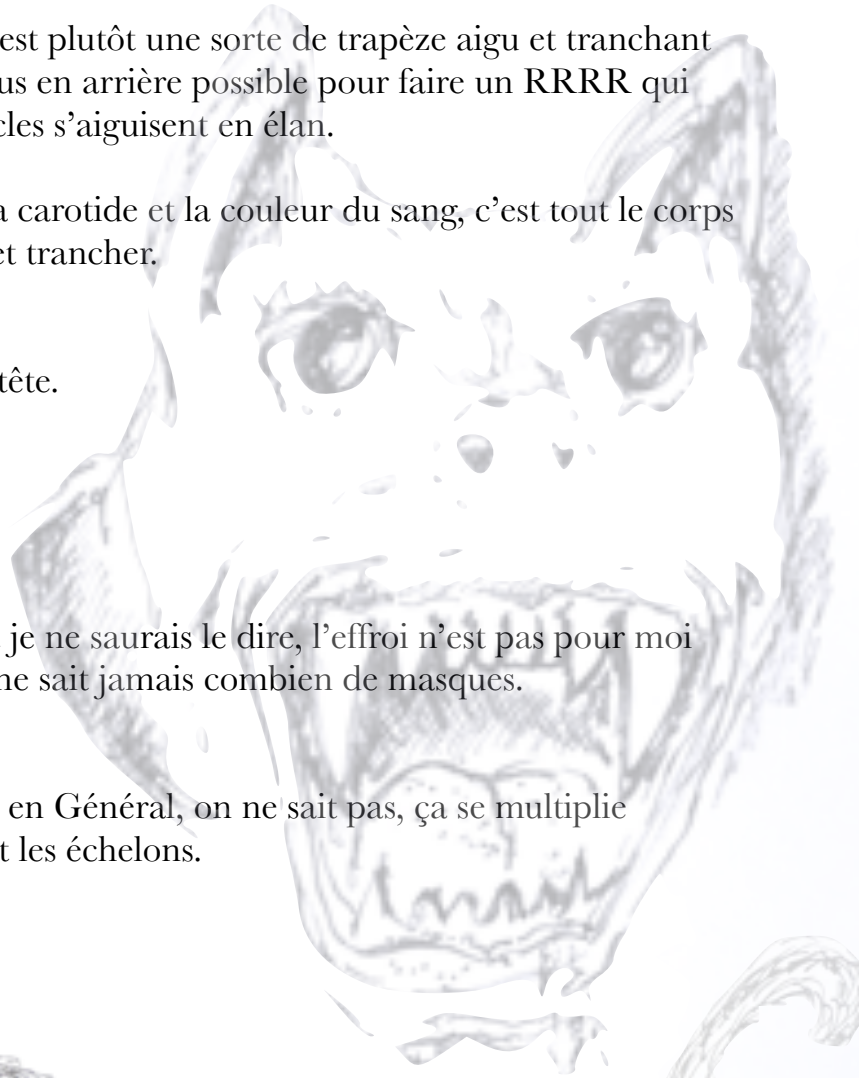 est plutôt une sorte de trapèze aigu et tranchant
us en arrière possible pour faire un RRRR qui
cles s’aiguisent en élan.
a carotide et la couleur du sang, c’est tout le corps
et trancher.
tête.
je ne saurais le dire, l’effroi n’est pas pour moi
ne sait jamais combien de masques.
en Général, on ne sait pas, ça se multiplie
t les échelons.